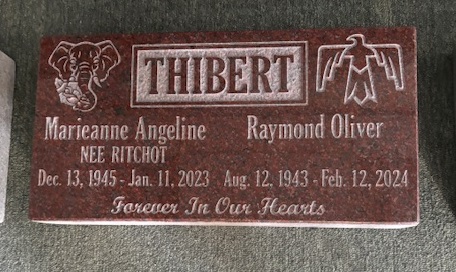 THIBERT
Marieanne Angeline Raymond Oliver
NEE RITCHOT
Dec. 13, 1945 - Jan. 11, 2023 Aug. 12, 1943 - Feb. 12, 2024
Forever In Our Hearts